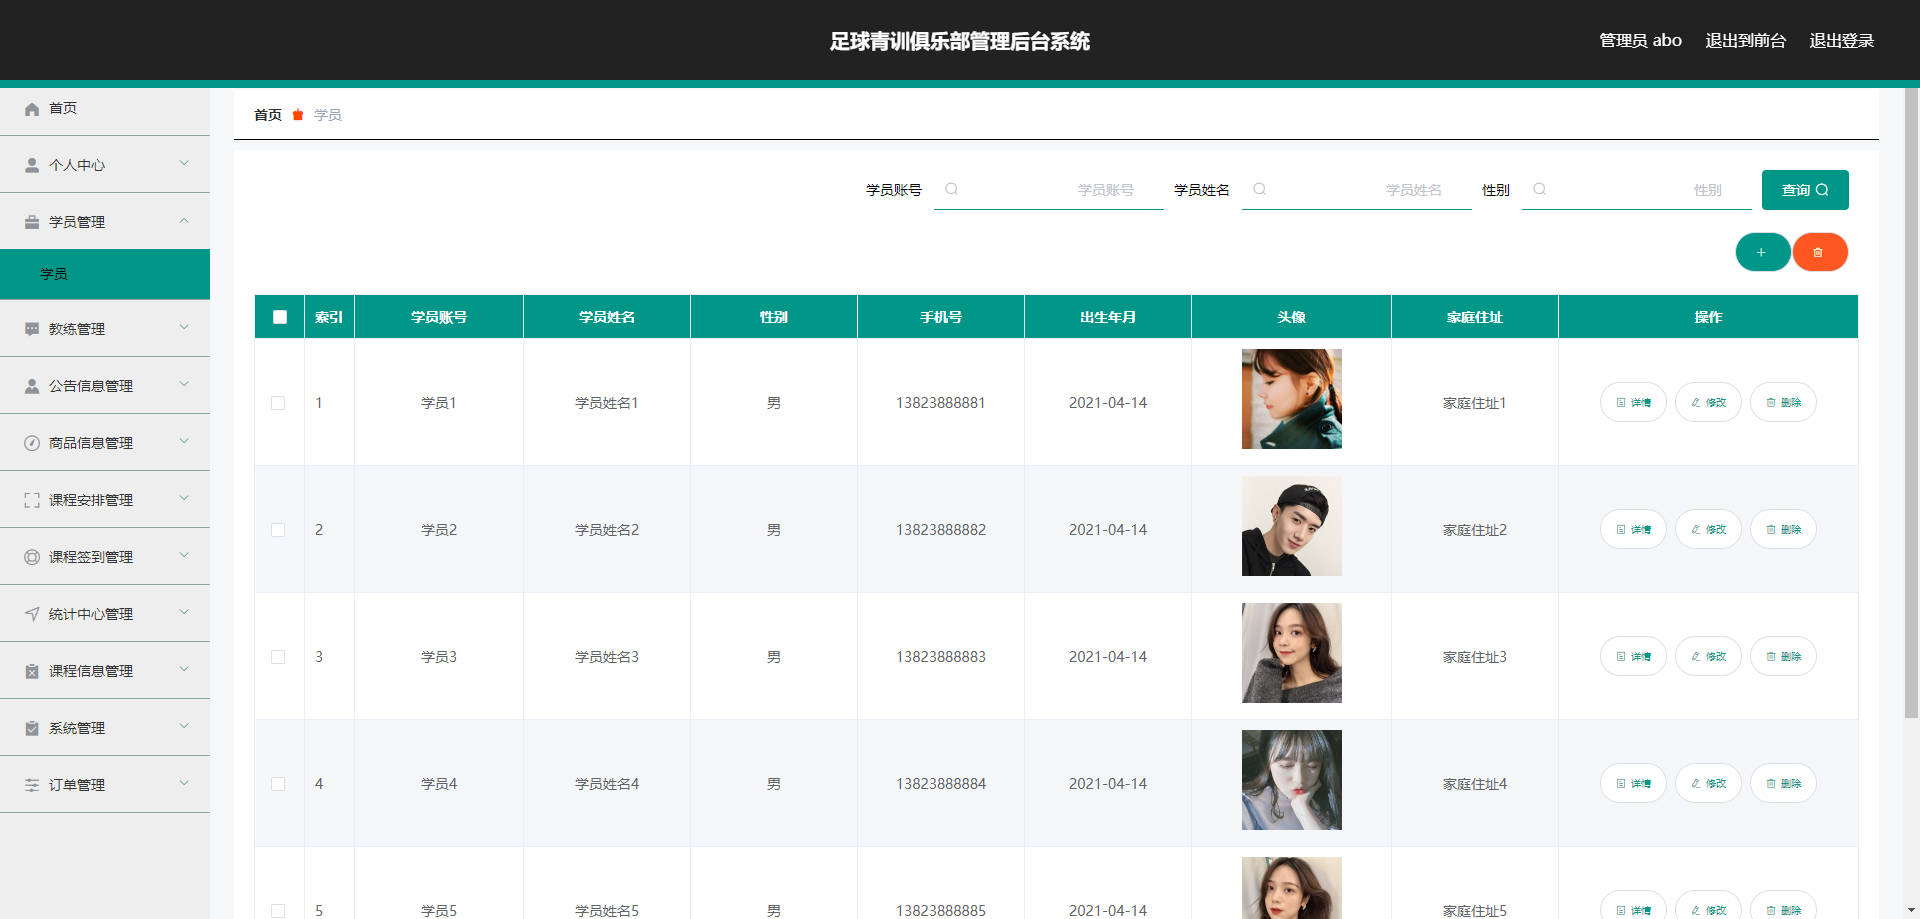 足球青训俱乐部管理后台系统
管理员 abo 退出到前台 退出登录
首页
个人中心
学员管理
学员
教练管理
公告信息管理
商品信息管理
课程安排管理
课程签到管理
统计中心管理
课程信息管理
系统管理
订单管理
首页 学员
学员账号 学员账号 学员姓名 学员姓名 性别 性别 查询
索引 学员账号 学员姓名 性别 手机号 出生年月 头像 家庭住址 操作
1 学员1 学员姓名1 男 13823888881 2021-04-14 家庭住址1 详情 修改 删除
2 学员2 学员姓名2 男 13823888882 2021-04-14 家庭住址2 详情 修改 删除
3 学员3 学员姓名3 男 13823888883 2021-04-14 家庭住址3 详情 修改 删除
4 学员4 学员姓名4 男 13823888884 2021-04-14 家庭住址4 详情 修改 删除
5 学员5 学员姓名5 男 13823888885 2021-04-14 家庭住址5 详情 修改 删除